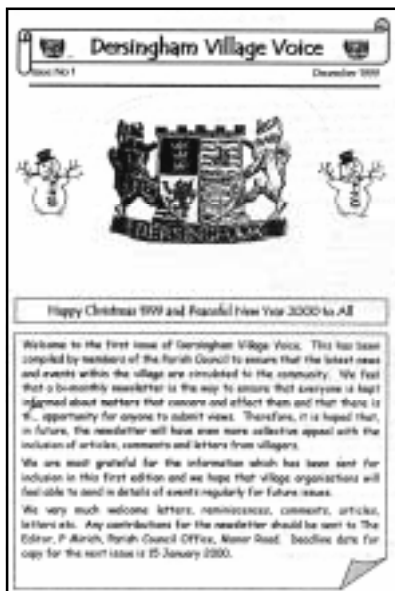 Dersingham Village Voice
Issue No 1 December 1999
DERSINGHAM
Happy Christmas 1999 and Peaceful New Year 2000 to All
Welcome to the first issue of Dersingham Village Voice. This has been
compiled by members of the Parish Council to ensure that the latest news
and events within the village are circulated to the community. We feel
that a bi-monthly newsletter is the way to ensure that everyone is kept
informed about matters that concern and affect them and that there is
opportunity for anyone to submit views. Therefore, it is hoped that,
in future, the newsletter will have even more collective appeal with the
inclusion of articles, comments and letters from villagers.
We are most grateful for the information which has been sent for
inclusion in this first edition and we hope that village organisations will
feel able to send in details of events regularly for future issues.
We very much welcome letters, reminiscences, comments, articles,
letters etc. Any contributions for the newsletter should be sent to The
Editor, P Mirich, Parish Council Office, Manor Road. Deadline date for
copy for the next issue is 15 January 2000.